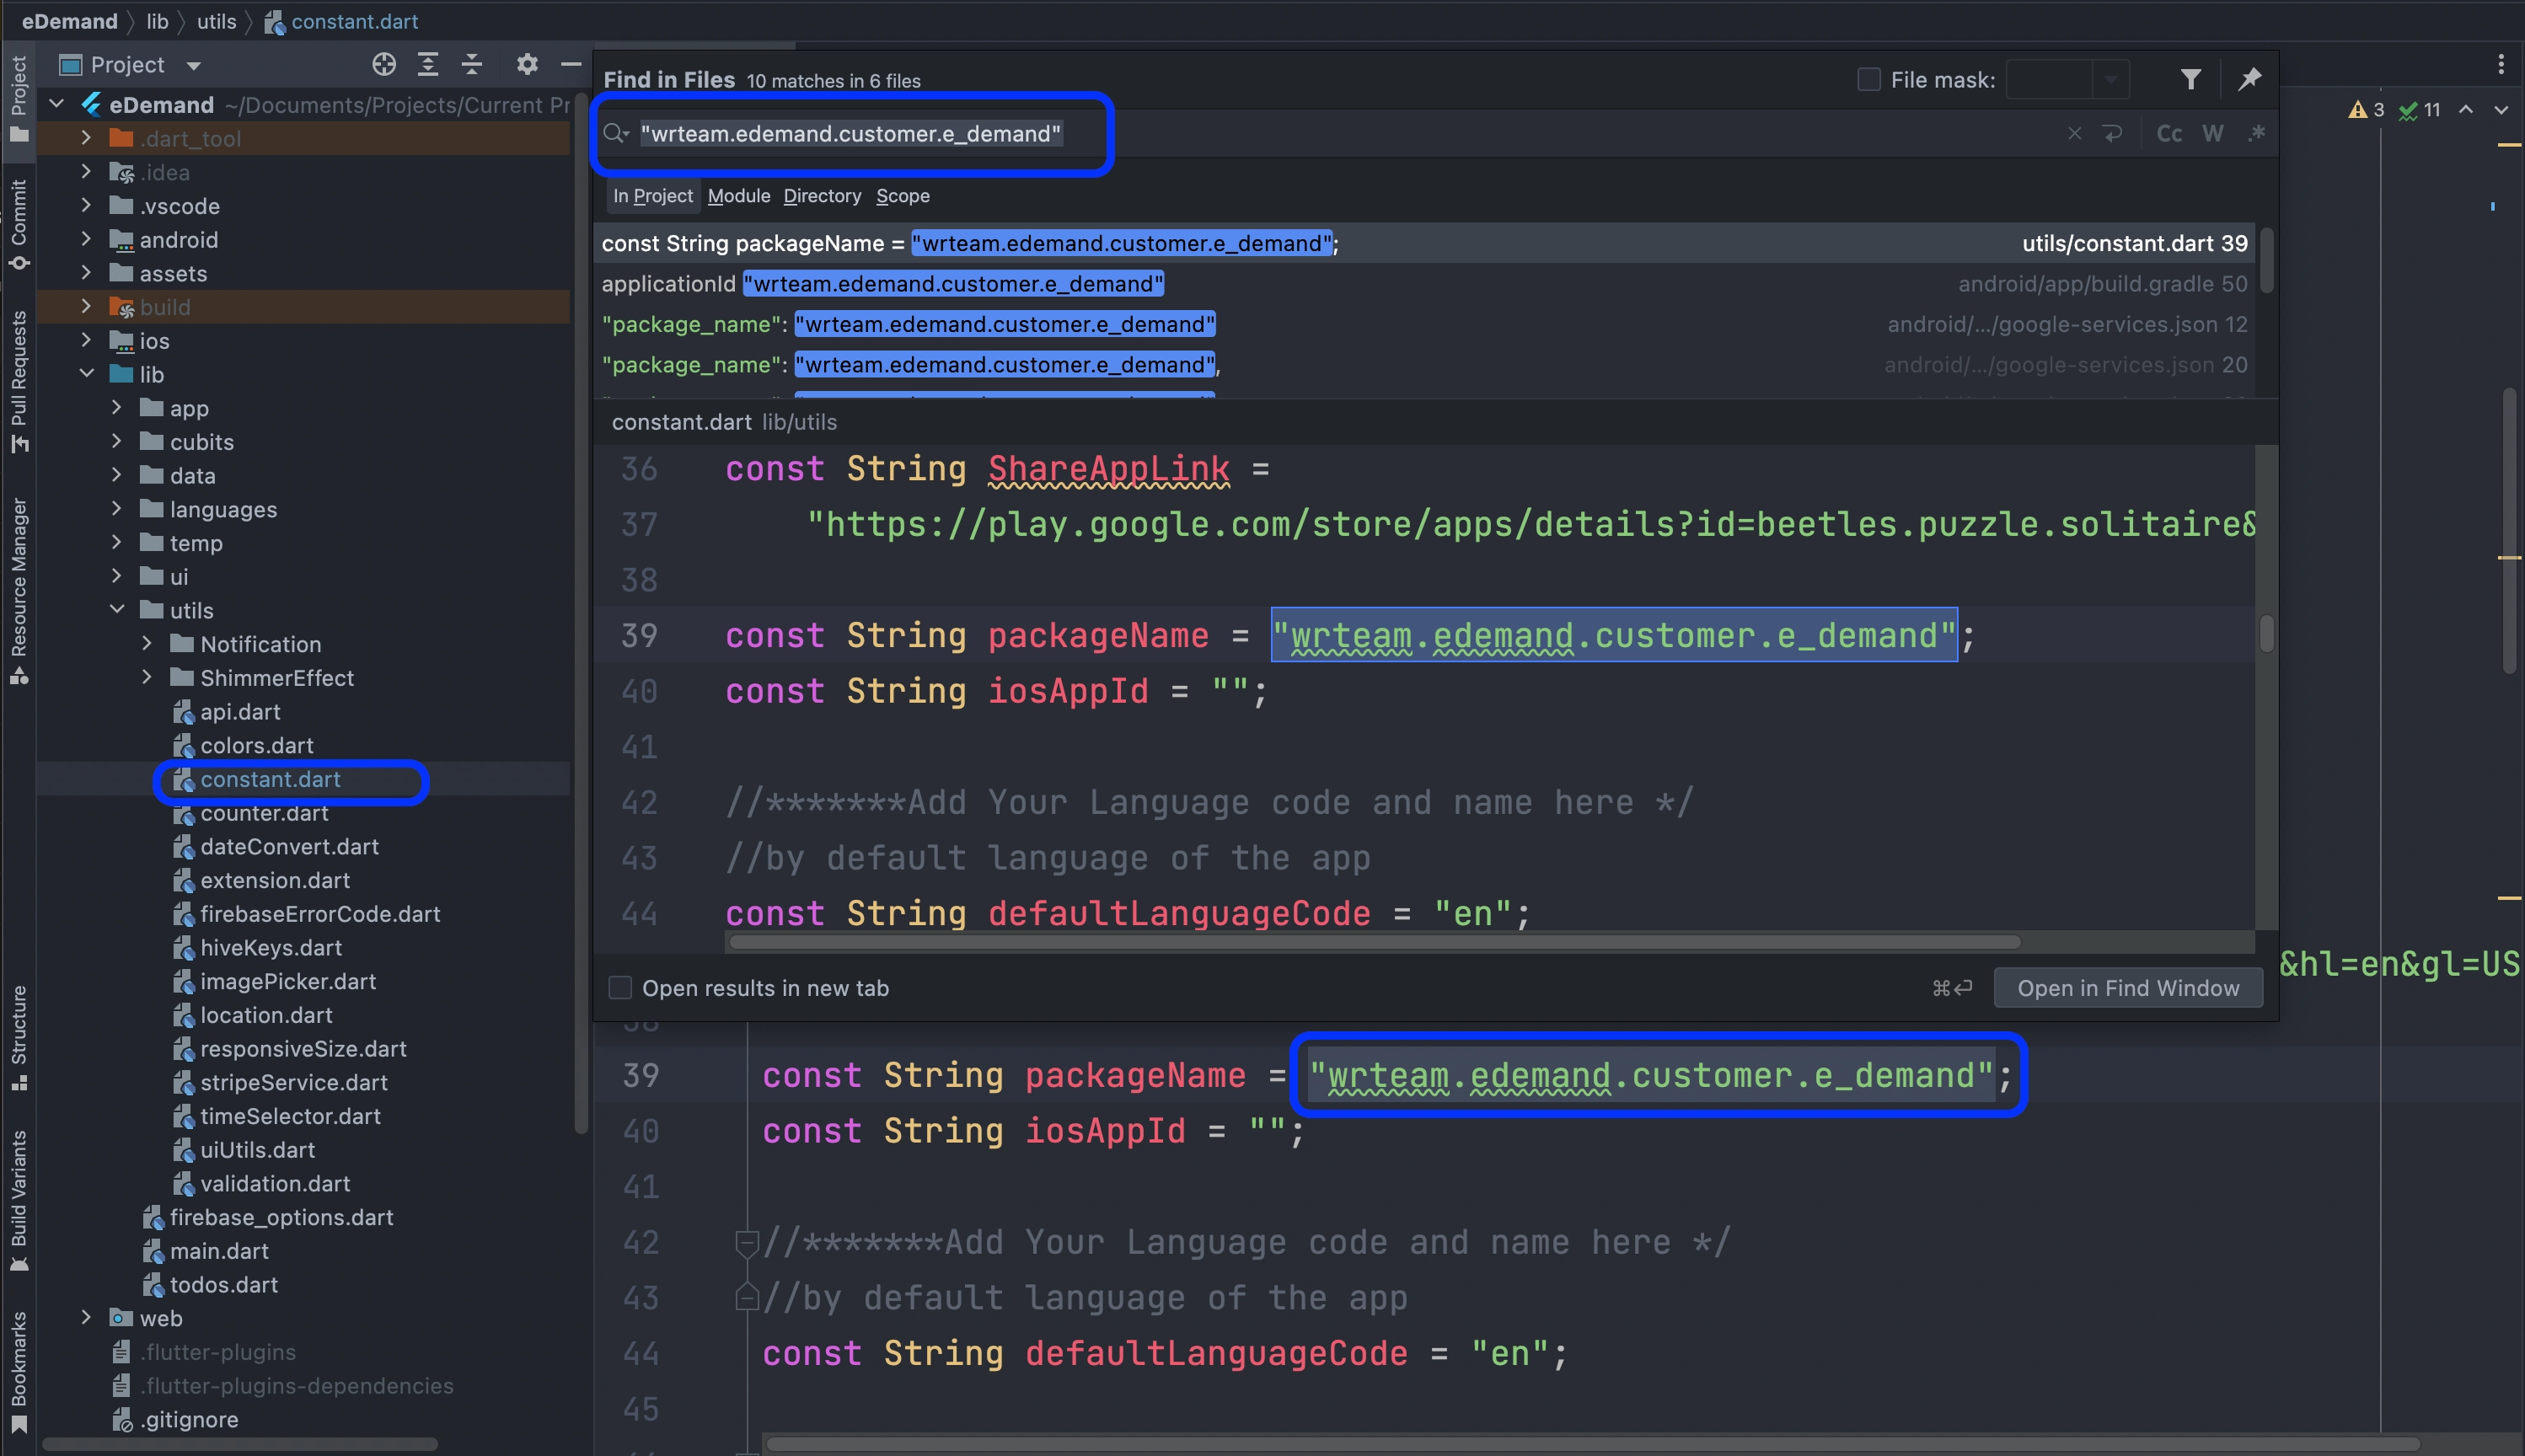 eDemand lib utils constant.dart
Project
Commit
Pull Requests
Resource Manager
Structure
Build Variants
Bookmarks
Project
eDemand ~/Documents/Projects/Current Pr
.dart_tool
.idea
.vscode
android
assets
build
ios
lib
app
cubits
data
languages
temp
ui
utils
Notification
ShimmerEffect
api.dart
colors.dart
constant.dart
counter.dart
dateConvert.dart
extension.dart
firebaseErrorCode.dart
hiveKeys.dart
imagePicker.dart
location.dart
responsiveSize.dart
stripeService.dart
timeSelector.dart
uiUtils.dart
validation.dart
firebase_options.dart
main.dart
todos.dart
web
.flutter-plugins
.flutter-plugins-dependencies
.gitignore
Find in Files 10 matches in 6 files File mask:
3 11
"wrteam.edemand.customer.e_demand" Cc W .*
In Project Module Directory Scope
const String packageName = "wrteam.edemand.customer.e_demand"; utils/constant.dart 39
applicationId "wrteam.edemand.customer.e_demand" android/app/build.gradle 50
"package_name": "wrteam.edemand.customer.e_demand" android/.../google-services.json 12
"package_name": "wrteam.edemand.customer.e_demand", android/.../google-services.json 20
constant.dart lib/utils
36 const String ShareAppLink =
37 "https://play.google.com/store/apps/details?id=beetles.puzzle.solitaire&
38
39 const String packageName = "wrteam.edemand.customer.e_demand";
40 const String iosAppId = "";
41
42 //*******Add Your Language code and name here */
43 //by default language of the app
44 const String defaultLanguageCode = "en";
&hl=en&gl=US
Open results in new tab ⌘↩ Open in Find Window
38
39 const String packageName = "wrteam.edemand.customer.e_demand";
40 const String iosAppId = "";
41
42 //*******Add Your Language code and name here */
43 //by default language of the app
44 const String defaultLanguageCode = "en";
45